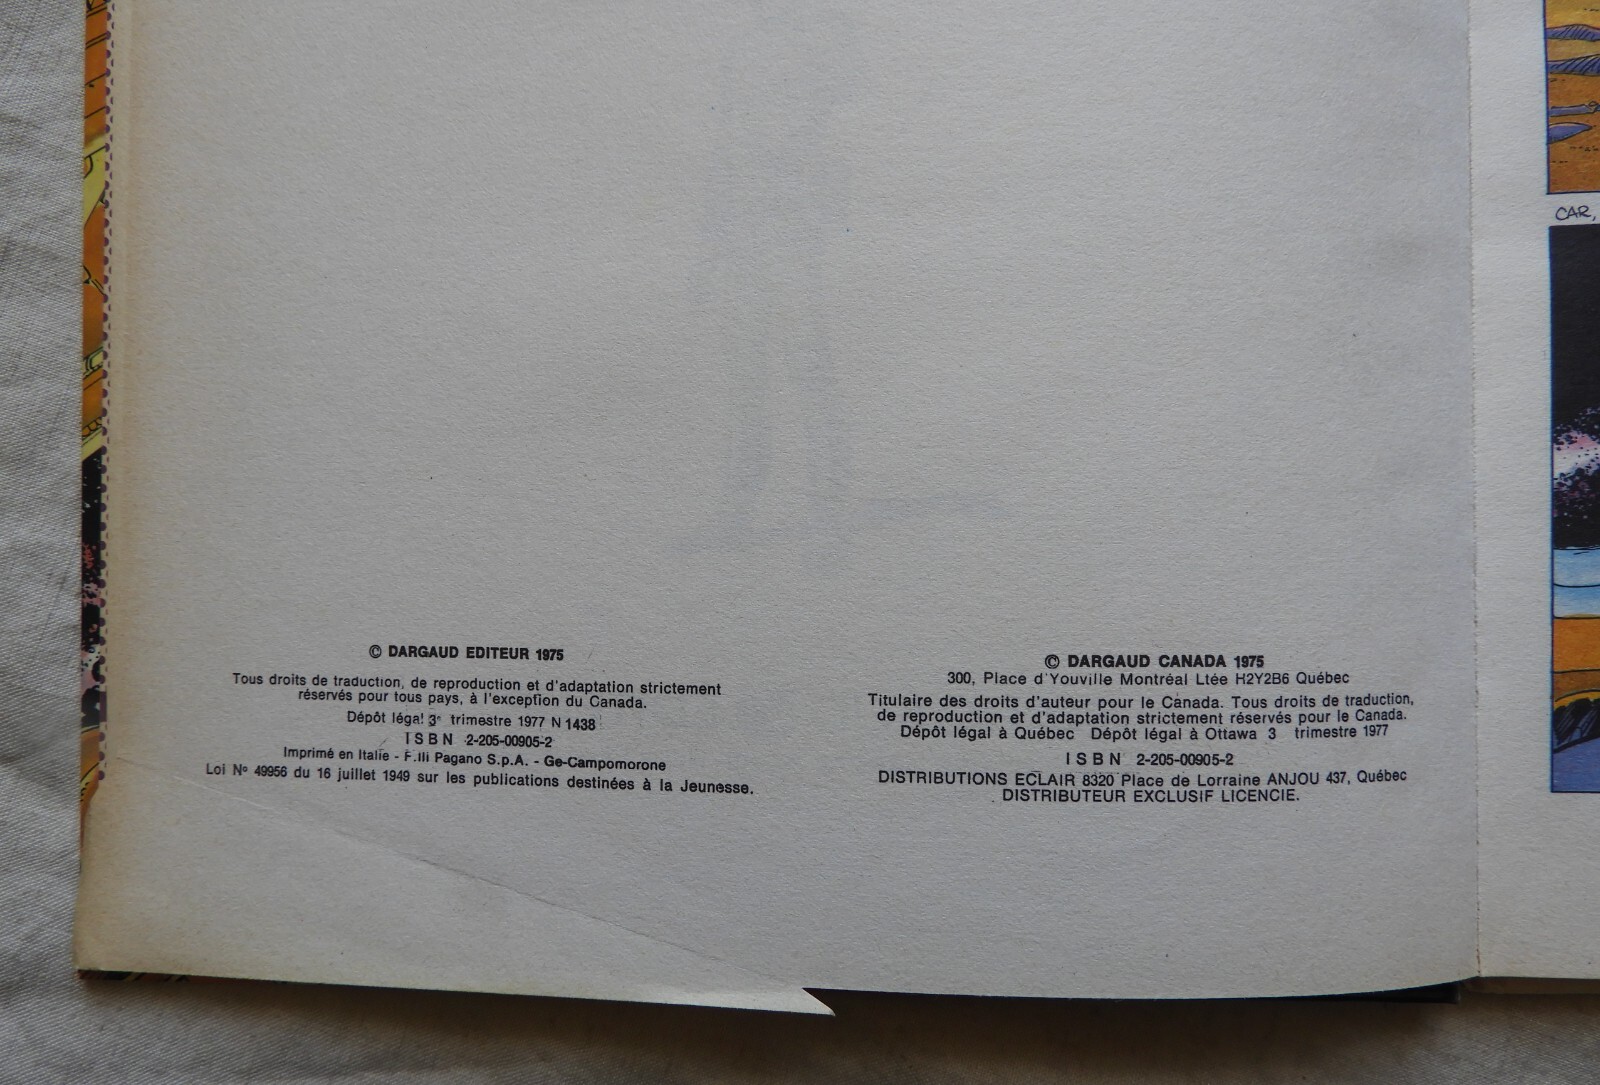 © DARGAUD EDITEUR 1975
Tous droits de traduction, de reproduction et d'adaptation strictement
réservés pour tous pays, à l'exception du Canada.
Dépôt légal 3e trimestre 1977 N 1438
ISBN 2-205-00905-2
Imprimé en Italie - F.lli Pagano S.p.A. - Ge-Campomorone
Loi No 49956 du 16 juillet 1949 sur les publications destinées à la Jeunesse.
© DARGAUD CANADA 1975
300, Place d'Youville Montréal Ltée H2Y2B6 Québec
Titulaire des droits d'auteur pour le Canada. Tous droits de traduction,
de reproduction et d'adaptation strictement réservés pour le Canada.
Dépôt légal à Québec Dépôt légal à Ottawa 3 trimestre 1977
ISBN 2-205-00905-2
DISTRIBUTIONS ECLAIR 8320 Place de Lorraine ANJOU 437, Québec
DISTRIBUTEUR EXCLUSIF LICENCIE.
CAR,